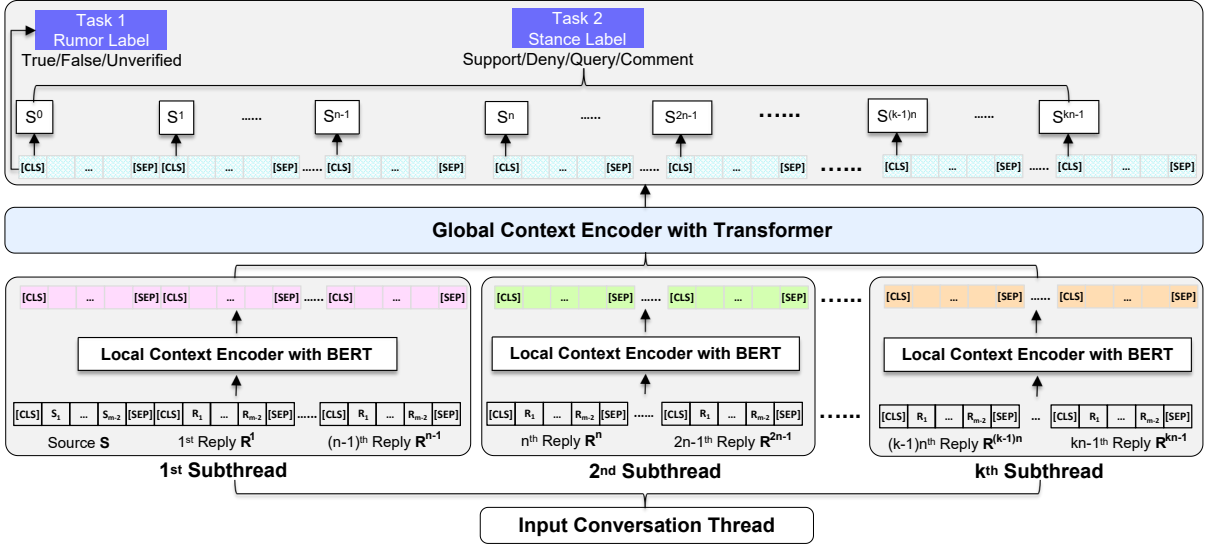 Task 1
Rumor Label
Task 2
Stance Label
True/False/Unverified
Support/Deny/Query/Comment
S⁰ S¹ ...... Sⁿ⁻¹ Sⁿ ...... S²ⁿ⁻¹ ...... S⁽ᵏ⁻¹⁾ⁿ ...... Sᵏⁿ⁻¹
[CLS] ... [SEP] [CLS] ... [SEP] ...... [CLS] ... [SEP] [CLS] ... [SEP] ...... [CLS] ... [SEP] ...... [CLS] ... [SEP] ...... [CLS] ... [SEP]
Global Context Encoder with Transformer
[CLS] ... [SEP] [CLS] ... [SEP] ...... [CLS] ... [SEP] [CLS] ... [SEP] ...... [CLS] ... [SEP] ...... [CLS] ... [SEP] ...... [CLS] ... [SEP]
Local Context Encoder with BERT Local Context Encoder with BERT Local Context Encoder with BERT
[CLS] S₁ ... Sₘ₋₂ [SEP] [CLS] R₁ ... Rₘ₋₂ [SEP] ...... [CLS] R₁ ... Rₘ₋₂ [SEP] [CLS] R₁ ... Rₘ₋₂ [SEP] ...... [CLS] R₁ ... Rₘ₋₂ [SEP] ...... [CLS] R₁ ... Rₘ₋₂ [SEP] ... [CLS] R₁ ... Rₘ₋₂ [SEP]
Source S 1ˢᵗ Reply R¹ (n-1)ᵗʰ Reply Rⁿ⁻¹ nᵗʰ Reply Rⁿ 2n-1ᵗʰ Reply R²ⁿ⁻¹ (k-1)nᵗʰ Reply R⁽ᵏ⁻¹⁾ⁿ kn-1ᵗʰ Reply Rᵏⁿ⁻¹
1ˢᵗ Subthread 2ⁿᵈ Subthread kᵗʰ Subthread
Input Conversation Thread